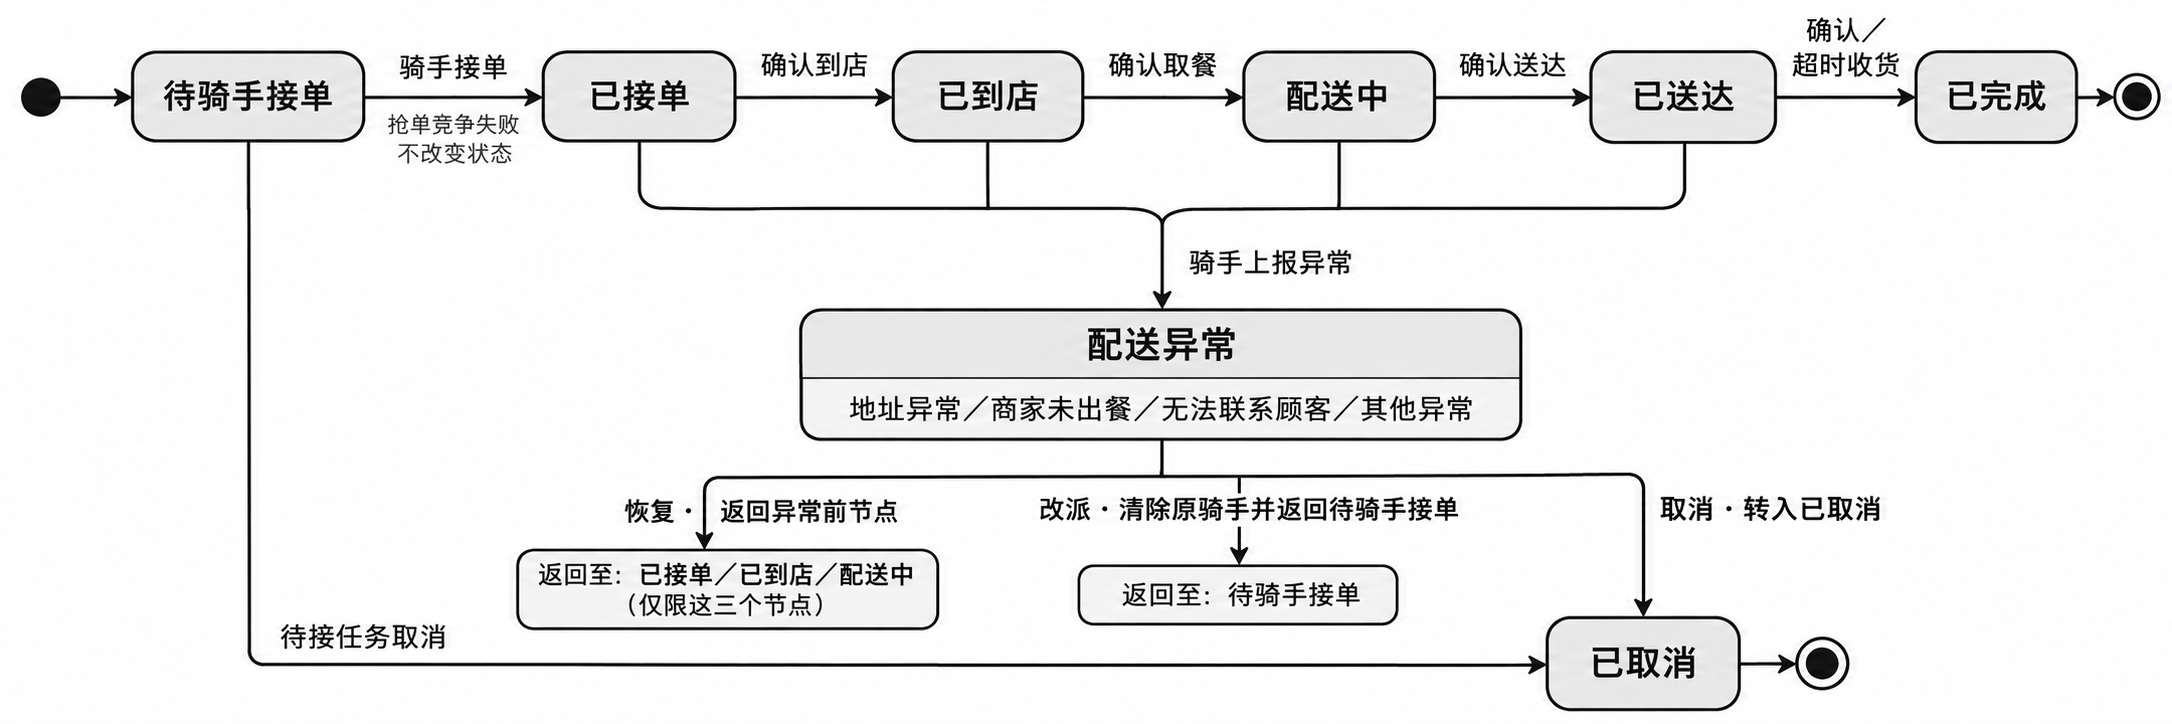 待骑手接单
骑手接单
抢单竞争失败
不改变状态
已接单
确认到店
已到店
确认取餐
配送中
确认送达
已送达
确认／
超时收货
已完成
骑手上报异常
配送异常
地址异常／商家未出餐／无法联系顾客／其他异常
恢复 · 返回异常前节点
改派 · 清除原骑手并返回待骑手接单
取消 · 转入已取消
返回至：已接单／已到店／配送中
（仅限这三个节点）
返回至：待骑手接单
待接任务取消
已取消